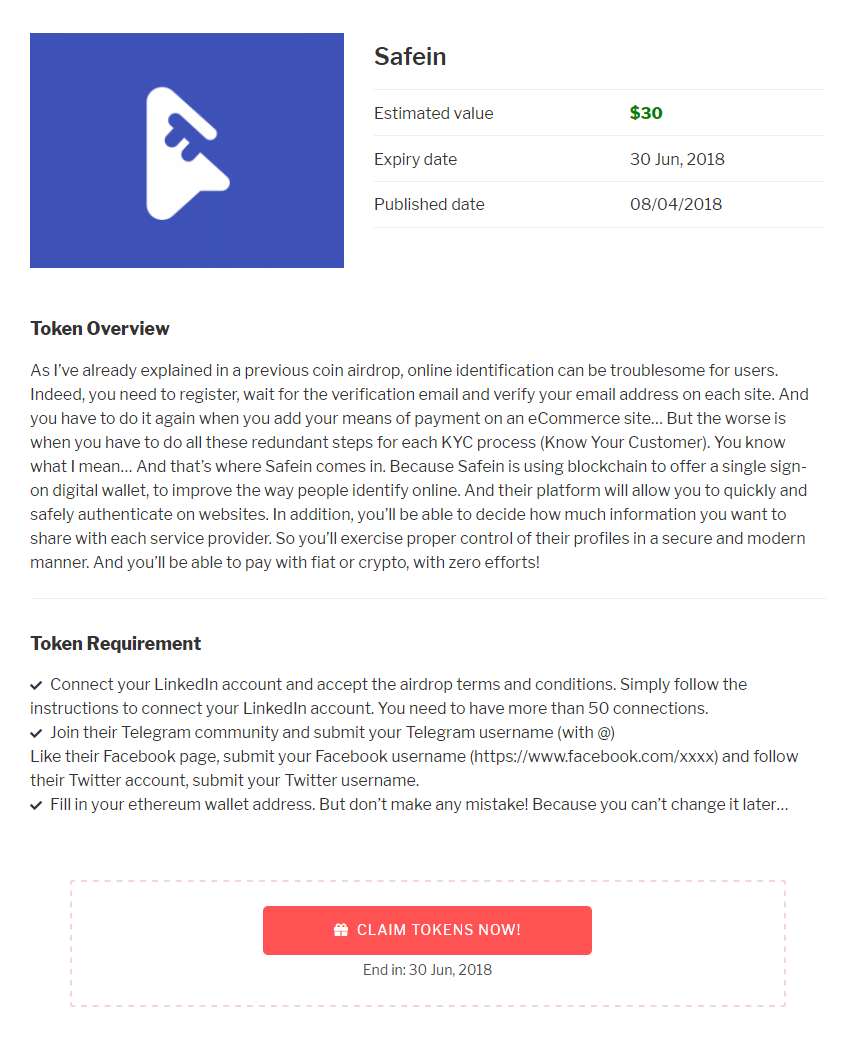 Safein
Estimated value $30
Expiry date 30 Jun, 2018
Published date 08/04/2018
Token Overview
As I’ve already explained in a previous coin airdrop, online identification can be troublesome for users.
Indeed, you need to register, wait for the verification email and verify your email address on each site. And
you have to do it again when you add your means of payment on an eCommerce site… But the worse is
when you have to do all these redundant steps for each KYC process (Know Your Customer). You know
what I mean… And that’s where Safein comes in. Because Safein is using blockchain to offer a single sign-
on digital wallet, to improve the way people identify online. And their platform will allow you to quickly and
safely authenticate on websites. In addition, you’ll be able to decide how much information you want to
share with each service provider. So you’ll exercise proper control of their profiles in a secure and modern
manner. And you’ll be able to pay with fiat or crypto, with zero efforts!
Token Requirement
✓ Connect your LinkedIn account and accept the airdrop terms and conditions. Simply follow the
instructions to connect your LinkedIn account. You need to have more than 50 connections.
✓ Join their Telegram community and submit your Telegram username (with @)
Like their Facebook page, submit your Facebook username (https://www.facebook.com/xxxx) and follow
their Twitter account, submit your Twitter username.
✓ Fill in your ethereum wallet address. But don’t make any mistake! Because you can’t change it later…
CLAIM TOKENS NOW!
End in: 30 Jun, 2018